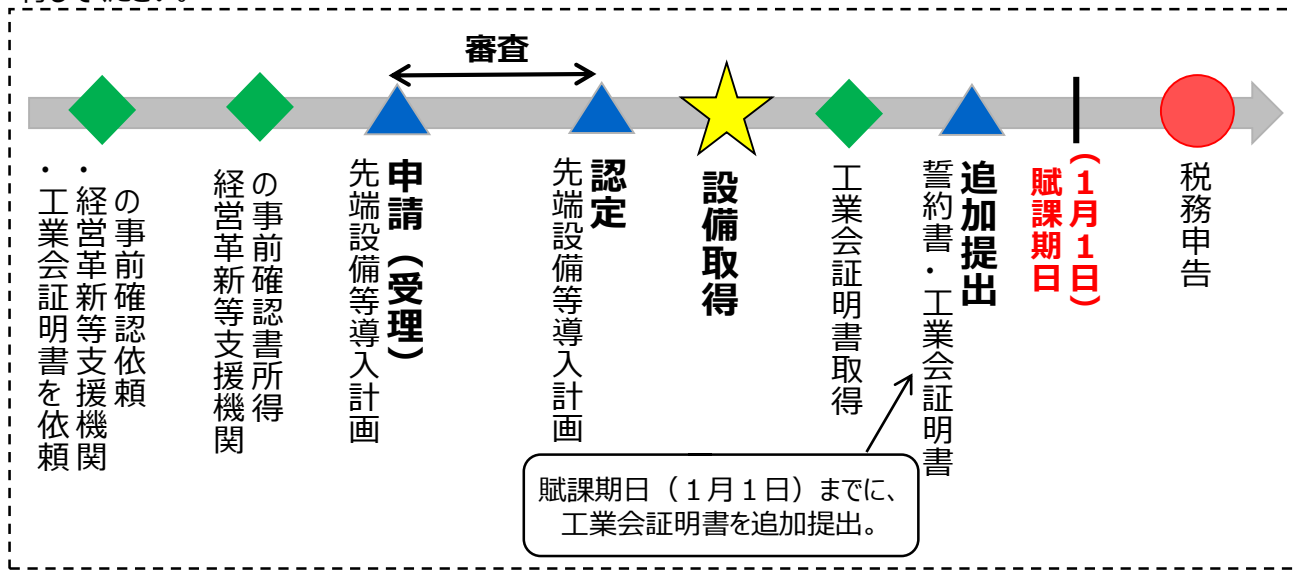 してください。
審査
・工業会証明書を依頼
・経営革新等支援機関
の事前確認依頼
経営革新等支援機関
の事前確認書所得
先端設備等導入計画
申請（受理）
先端設備等導入計画
認定
設備取得
工業会証明書取得
誓約書・工業会証明書
追加提出
賦課期日
（１月１日）
税務申告
賦課期日（１月１日）までに、
工業会証明書を追加提出。